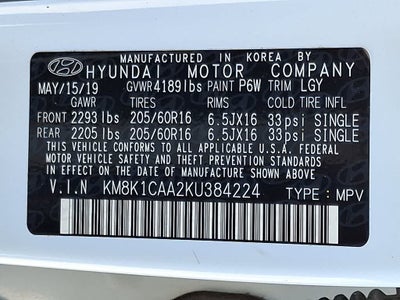 MANUFACTURED IN KOREA BY
HYUNDAI MOTOR COMPANY
MAY/15/19 GVWR 4189lbs PAINT P6W TRIM LGY
GAWR TIRES RIMS COLD TIRE INFL
FRONT 2293 lbs 205/60R16 6.5JX16 33psi SINGLE
REAR 2205 lbs 205/60R16 6.5JX16 33psi SINGLE
THIS VEHICLE CONFORMS TO ALL APPLICABLE U.S.A. FEDERAL
MOTOR VEHICLE SAFETY AND THEFT PREVENTION STANDARDS
IN EFFECT ON THE DATE OF MANUFACTURE SHOWN ABOVE.
V.I.N KM8K1CAA2KU384224 TYPE : MPV